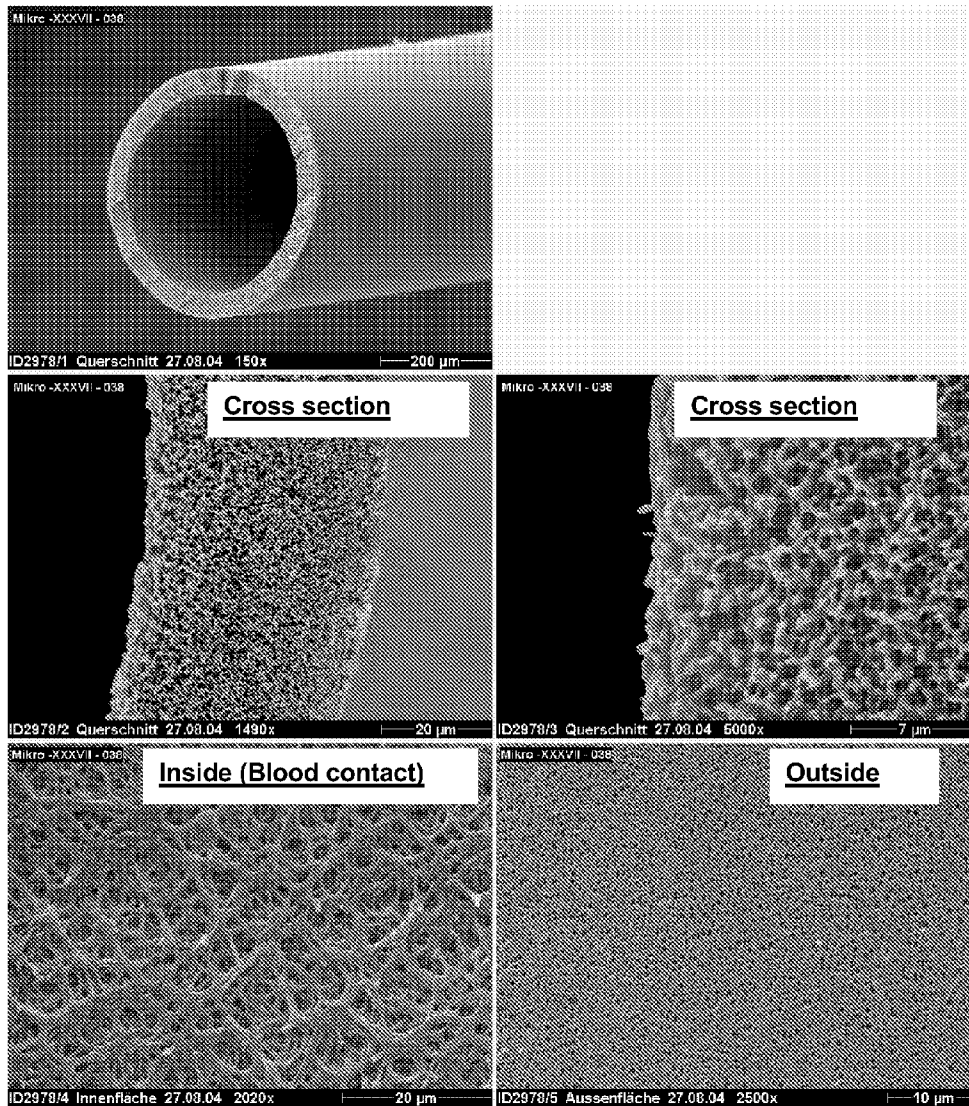 Mikro -XXXVII - 038
ID2978/1 Querschnitt 27.08.04 150x 200 µm
Mikro -XXXVII - 038
Cross section
ID2978/2 Querschnitt 27.08.04 1490x 20 µm
Mikro -XXXVII - 038
Cross section
ID2978/3 Querschnitt 27.08.04 5000x 7 µm
Mikro -XXXVII - 038
Inside (Blood contact)
ID2978/4 Innenfläche 27.08.04 2020x 20 µm
Mikro -XXXVII - 038
Outside
ID2978/5 Aussenfläche 27.08.04 2500x 10 µm